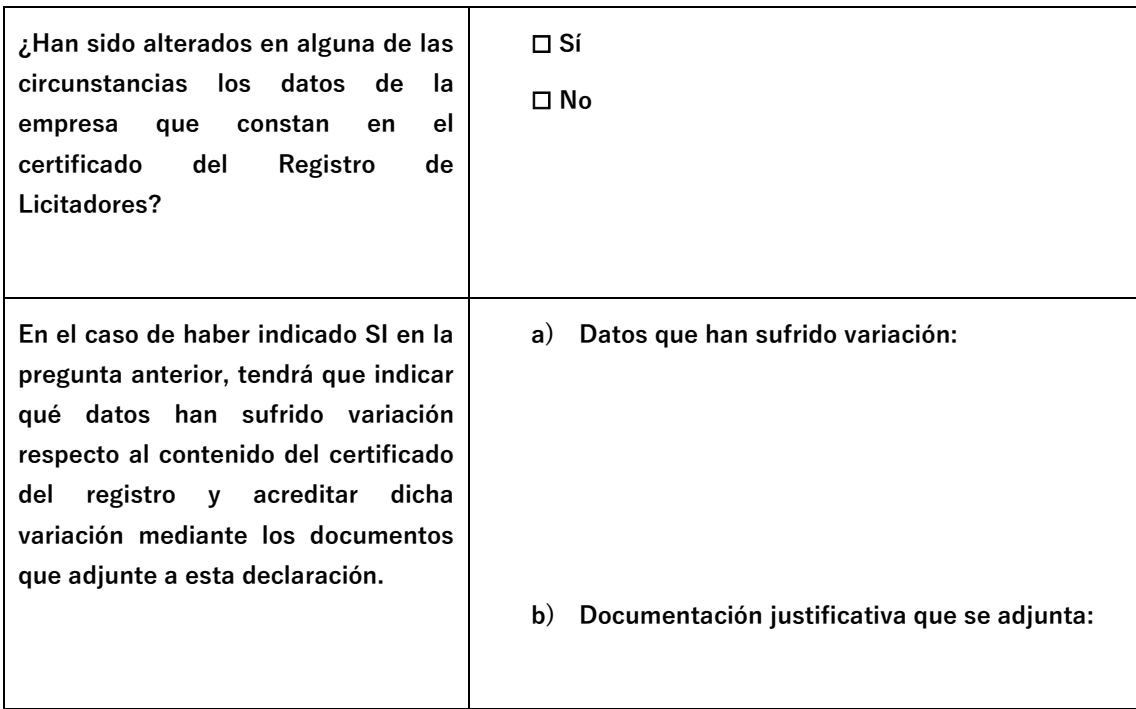 ¿Han sido alterados en alguna de las
circunstancias los datos de la
empresa que constan en el
certificado del Registro de
Licitadores?
☐ Sí
☐ No
En el caso de haber indicado SI en la
pregunta anterior, tendrá que indicar
qué datos han sufrido variación
respecto al contenido del certificado
del registro y acreditar dicha
variación mediante los documentos
que adjunte a esta declaración.
a) Datos que han sufrido variación:
b) Documentación justificativa que se adjunta: